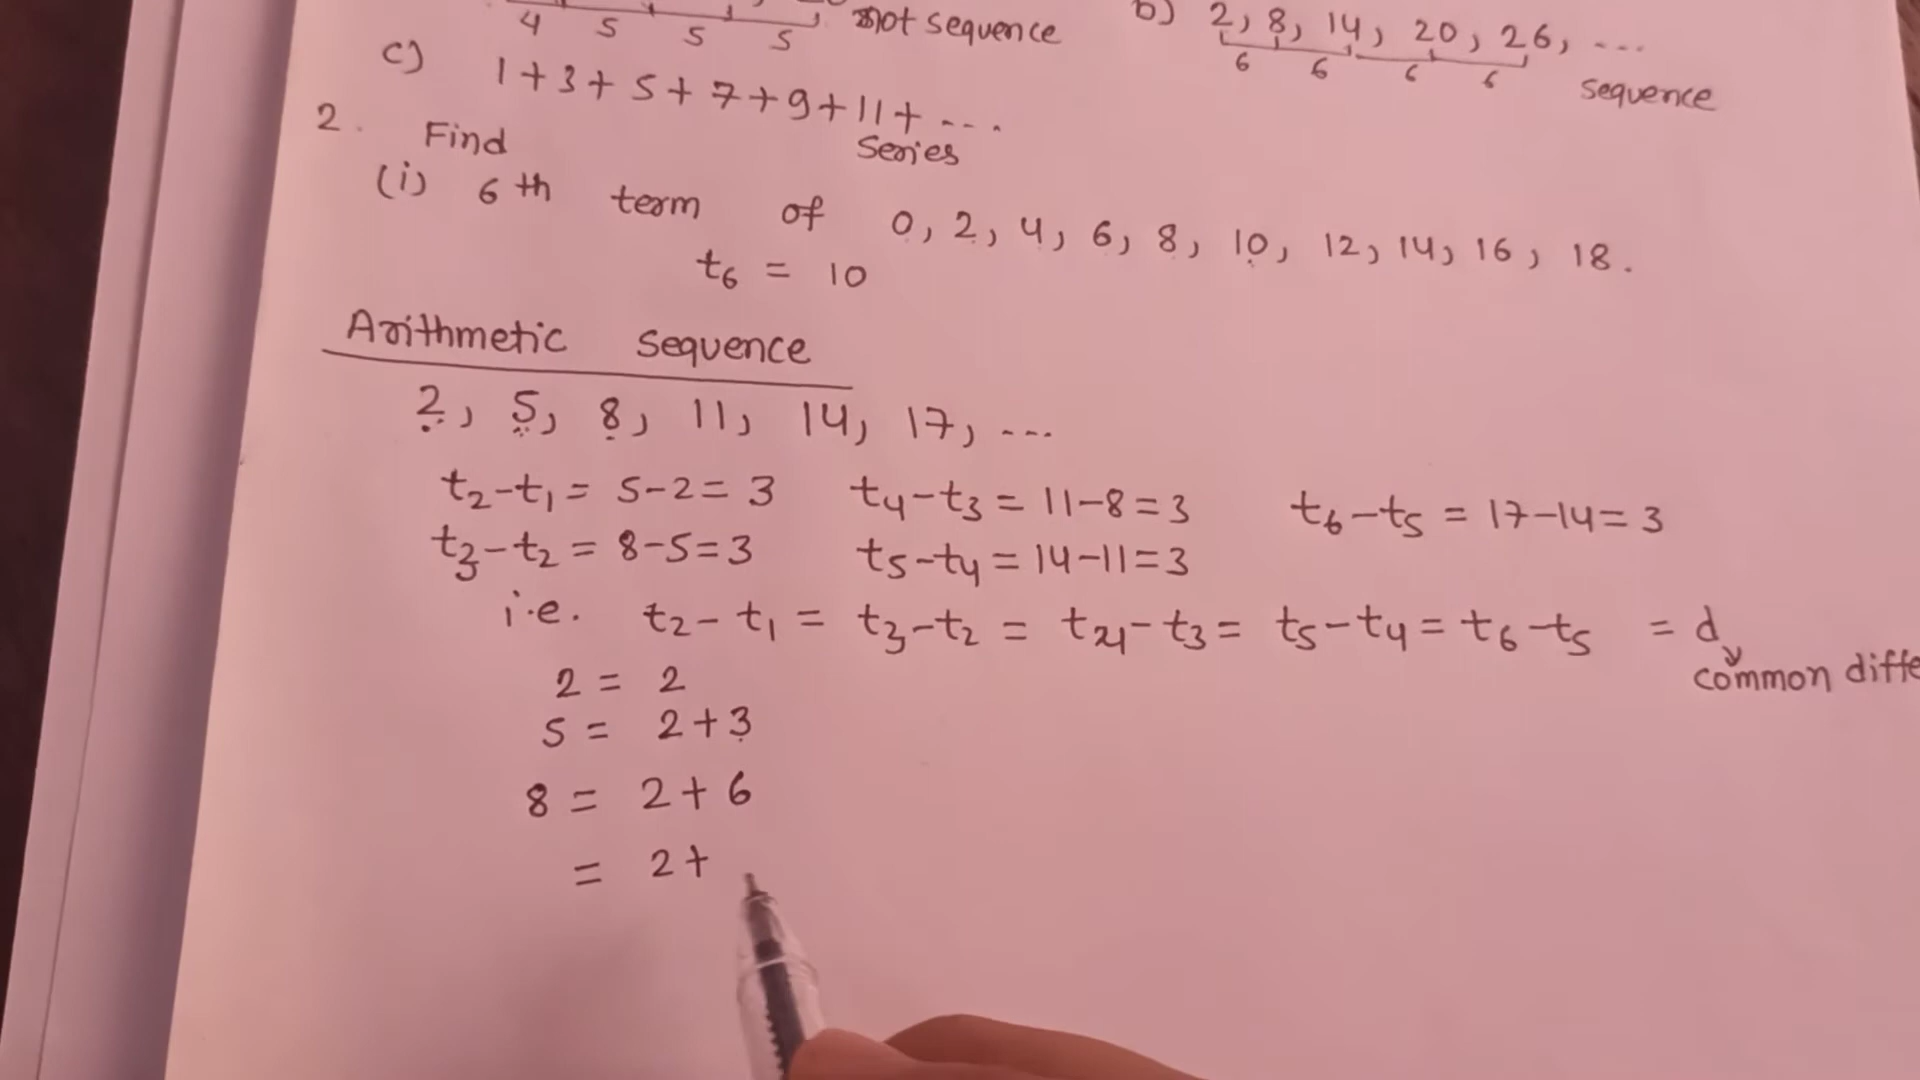 4 5 5 5 not sequence
b) 2, 8, 14, 20, 26, ...
6 6 6 6 sequence
c) 1+3+5+7+9+11+ ...
Series
2. Find
(i) 6th term of 0, 2, 4, 6, 8, 10, 12, 14, 16, 18.
t6 = 10
Arithmetic sequence
2, 5, 8, 11, 14, 17, ...
t2-t1 = 5-2 = 3 t4-t3 = 11-8 = 3 t6-t5 = 17-14 = 3
t3-t2 = 8-5 = 3 t5-t4 = 14-11 = 3
i.e. t2-t1 = t3-t2 = t4-t3 = t5-t4 = t6-t5 = d
common diffe
2 = 2
5 = 2+3
8 = 2+6
= 2+